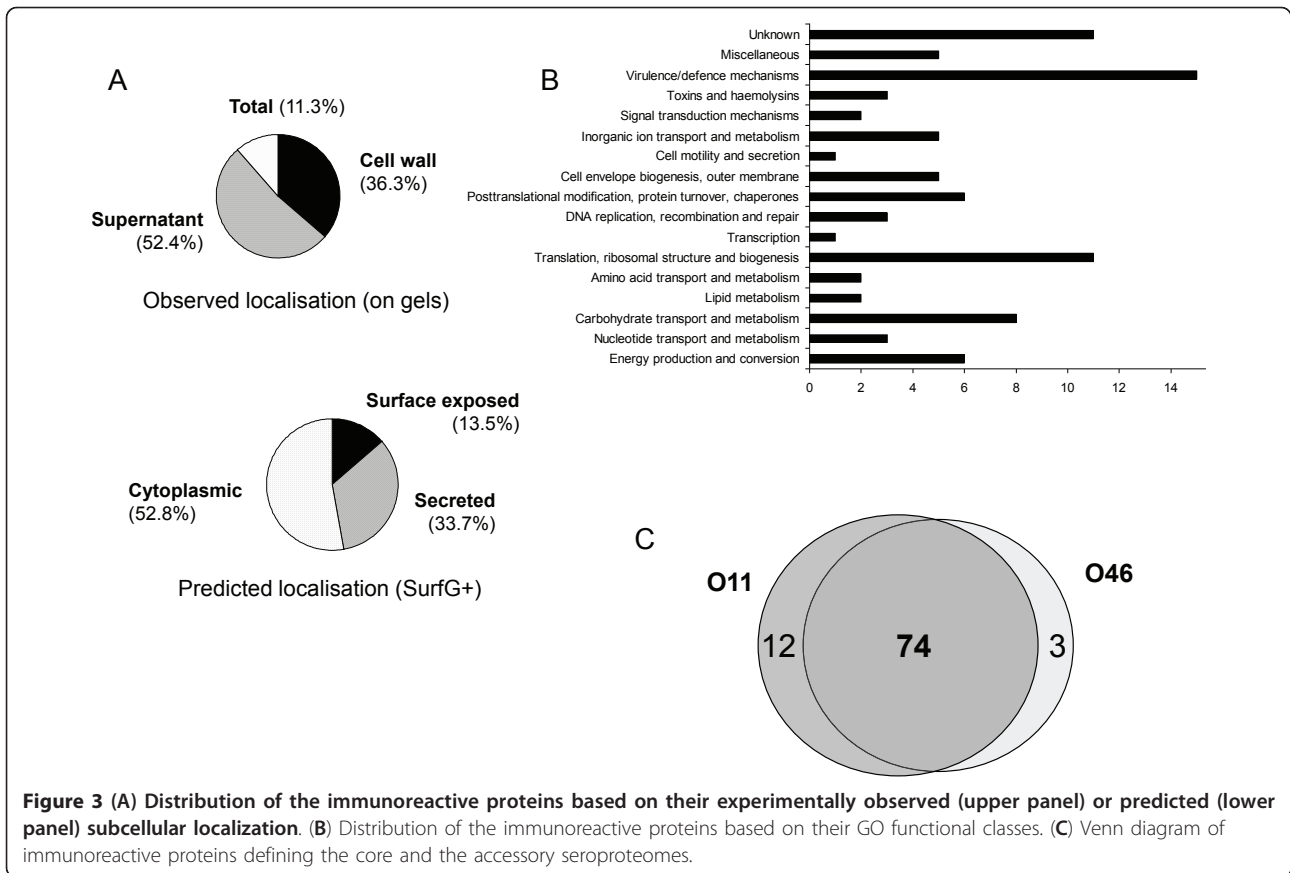 A
Total (11.3%)
Cell wall
(36.3%)
Supernatant
(52.4%)
Observed localisation (on gels)
Surface exposed
(13.5%)
Cytoplasmic
(52.8%)
Secreted
(33.7%)
Predicted localisation (SurfG+)
B
Unknown
Miscellaneous
Virulence/defence mechanisms
Toxins and haemolysins
Signal transduction mechanisms
Inorganic ion transport and metabolism
Cell motility and secretion
Cell envelope biogenesis, outer membrane
Posttranslational modification, protein turnover, chaperones
DNA replication, recombination and repair
Transcription
Translation, ribosomal structure and biogenesis
Amino acid transport and metabolism
Lipid metabolism
Carbohydrate transport and metabolism
Nucleotide transport and metabolism
Energy production and conversion
0 2 4 6 8 10 12 14
C
O11
O46
12
74
3
Figure 3 (A) Distribution of the immunoreactive proteins based on their experimentally observed (upper panel) or predicted (lower
panel) subcellular localization. (B) Distribution of the immunoreactive proteins based on their GO functional classes. (C) Venn diagram of
immunoreactive proteins defining the core and the accessory seroproteomes.